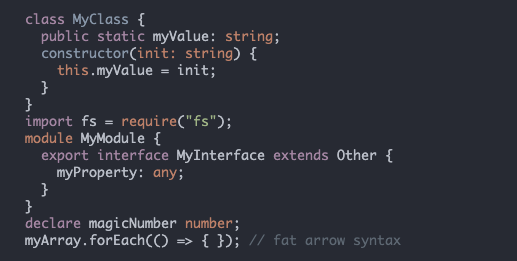 class MyClass {
  public static myValue: string;
  constructor(init: string) {
    this.myValue = init;
  }
}
import fs = require("fs");
module MyModule {
  export interface MyInterface extends Other {
    myProperty: any;
  }
}
declare magicNumber number;
myArray.forEach(() => { }); // fat arrow syntax